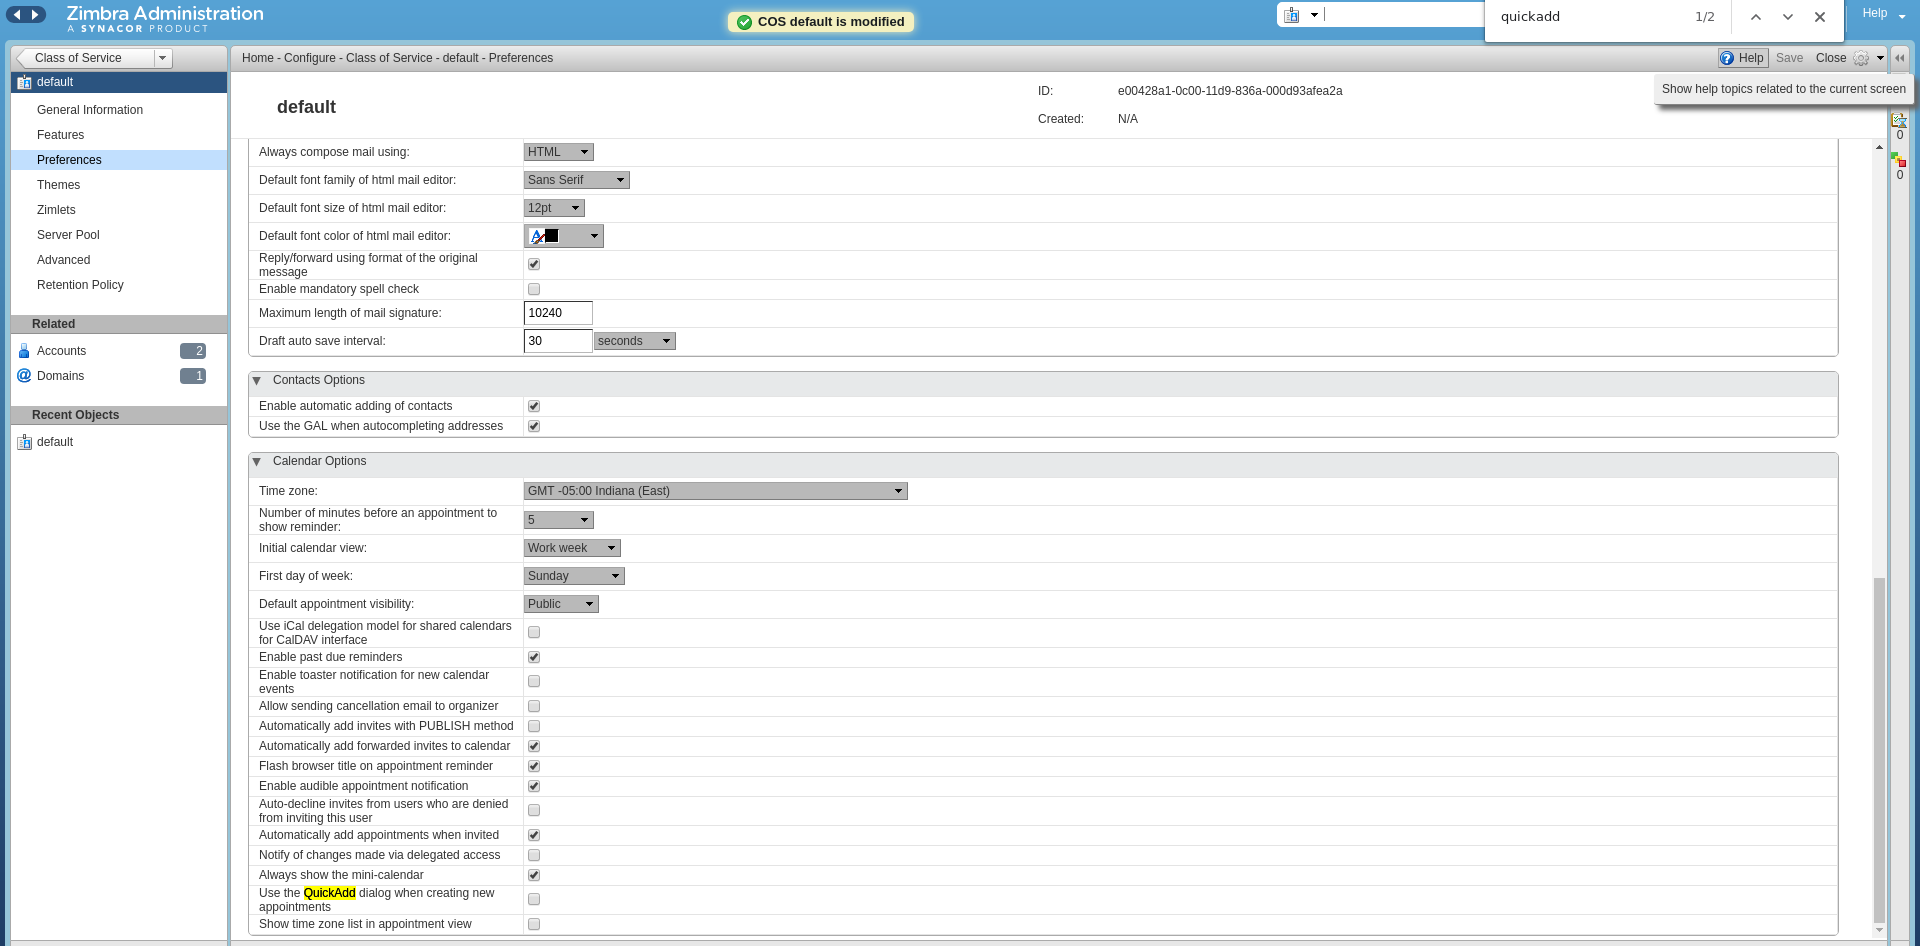 Zimbra Administration
A SYNACOR PRODUCT
COS default is modified
quickadd
1/2
Help
Class of Service
Home - Configure - Class of Service - default - Preferences
Help
Save
Close
Show help topics related to the current screen
default
General Information
Features
Preferences
Themes
Zimlets
Server Pool
Advanced
Retention Policy
Related
Accounts
2
Domains
1
Recent Objects
default
default
ID:
e00428a1-0c00-11d9-836a-000d93afea2a
Created:
N/A
0
0
Always compose mail using:
HTML
Default font family of html mail editor:
Sans Serif
Default font size of html mail editor:
12pt
Default font color of html mail editor:
Reply/forward using format of the original
message
Enable mandatory spell check
Maximum length of mail signature:
10240
Draft auto save interval:
30
seconds
Contacts Options
Enable automatic adding of contacts
Use the GAL when autocompleting addresses
Calendar Options
Time zone:
GMT -05:00 Indiana (East)
Number of minutes before an appointment to
show reminder:
5
Initial calendar view:
Work week
First day of week:
Sunday
Default appointment visibility:
Public
Use iCal delegation model for shared calendars
for CalDAV interface
Enable past due reminders
Enable toaster notification for new calendar
events
Allow sending cancellation email to organizer
Automatically add invites with PUBLISH method
Automatically add forwarded invites to calendar
Flash browser title on appointment reminder
Enable audible appointment notification
Auto-decline invites from users who are denied
from inviting this user
Automatically add appointments when invited
Notify of changes made via delegated access
Always show the mini-calendar
Use the QuickAdd dialog when creating new
appointments
Show time zone list in appointment view